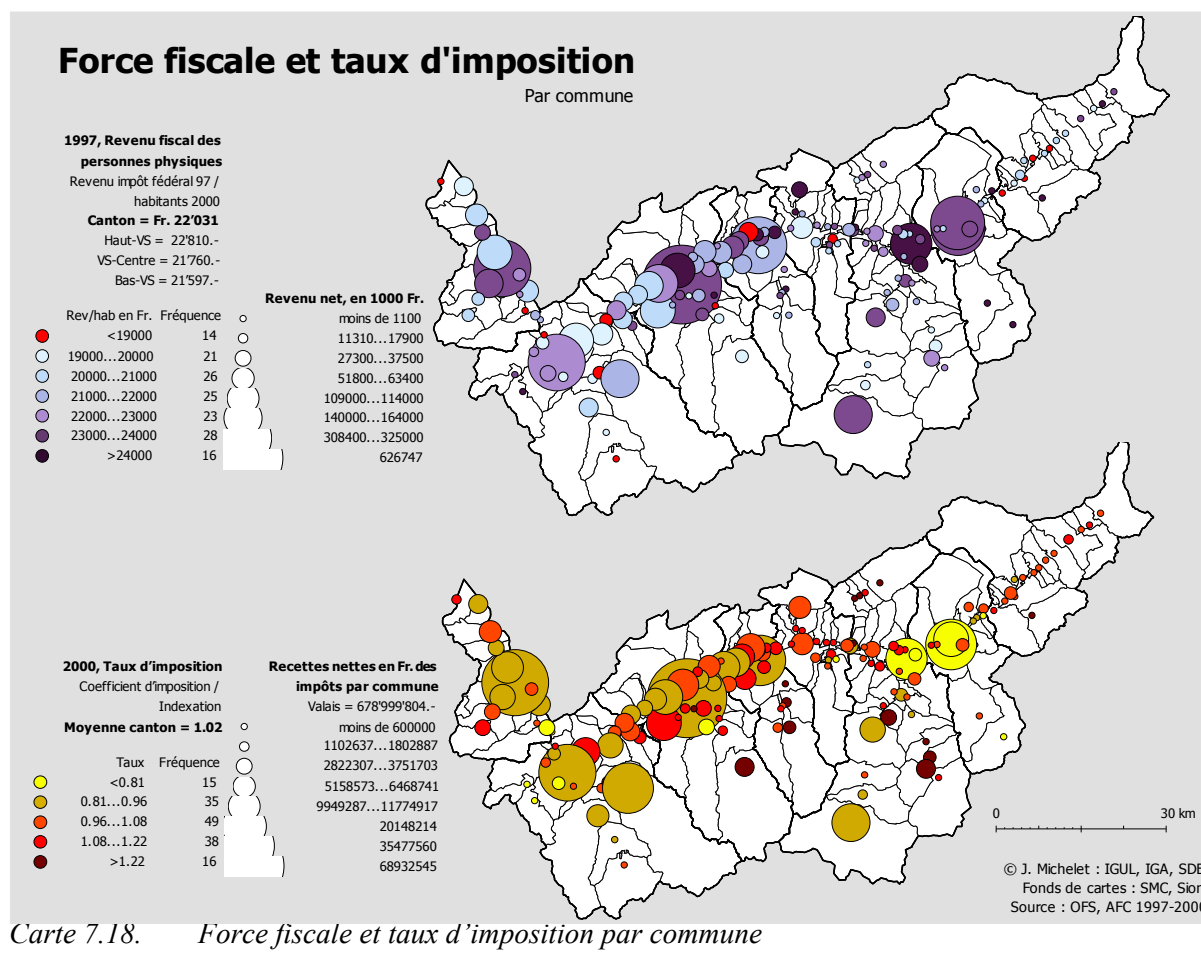 Force fiscale et taux d'imposition
Par commune
1997, Revenu fiscal des
personnes physiques
Revenu impôt fédéral 97 /
habitants 2000
Canton = Fr. 22'031
Haut-VS = 22'810.-
VS-Centre = 21'760.-
Bas-VS = 21'597.-
Rev/hab en Fr. Fréquence
<19000 14
19000...20000 21
20000...21000 26
21000...22000 25
22000...23000 23
23000...24000 28
>24000 16
Revenu net, en 1000 Fr.
moins de 1100
11310...17900
27300...37500
51800...63400
109000...114000
140000...164000
308400...325000
626747
2000, Taux d'imposition
Coefficient d'imposition /
Indexation
Moyenne canton = 1.02
Taux Fréquence
<0.81 15
0.81...0.96 35
0.96...1.08 49
1.08...1.22 38
>1.22 16
Recettes nettes en Fr. des
impôts par commune
Valais = 678'999'804.-
moins de 600000
1102637...1802887
2822307...3751703
5158573...6468741
9949287...11774917
20148214
35477560
68932545
0 30 km
© J. Michelet : IGUL, IGA, SDE
Fonds de cartes : SMC, Sion
Source : OFS, AFC 1997-2000
Carte 7.18. Force fiscale et taux d'imposition par commune